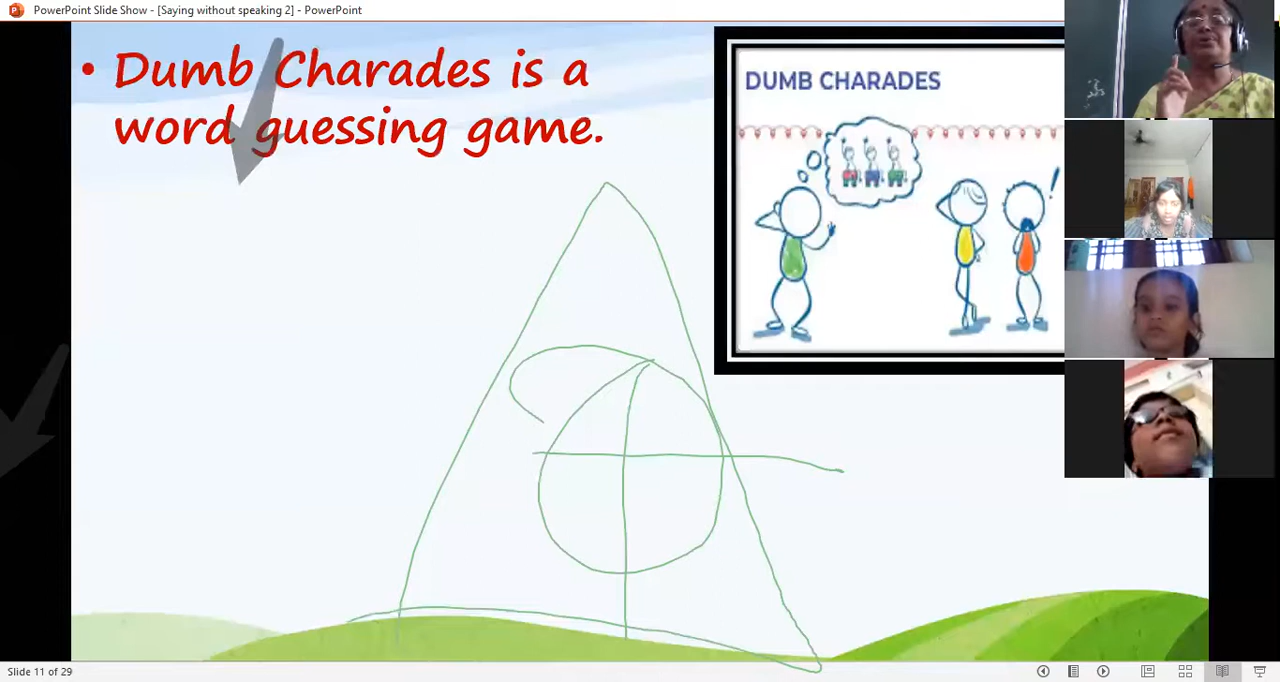 PowerPoint Slide Show - [Saying without speaking 2] - PowerPoint
• Dumb Charades is a
word guessing game.
DUMB CHARADES
!
Slide 11 of 29